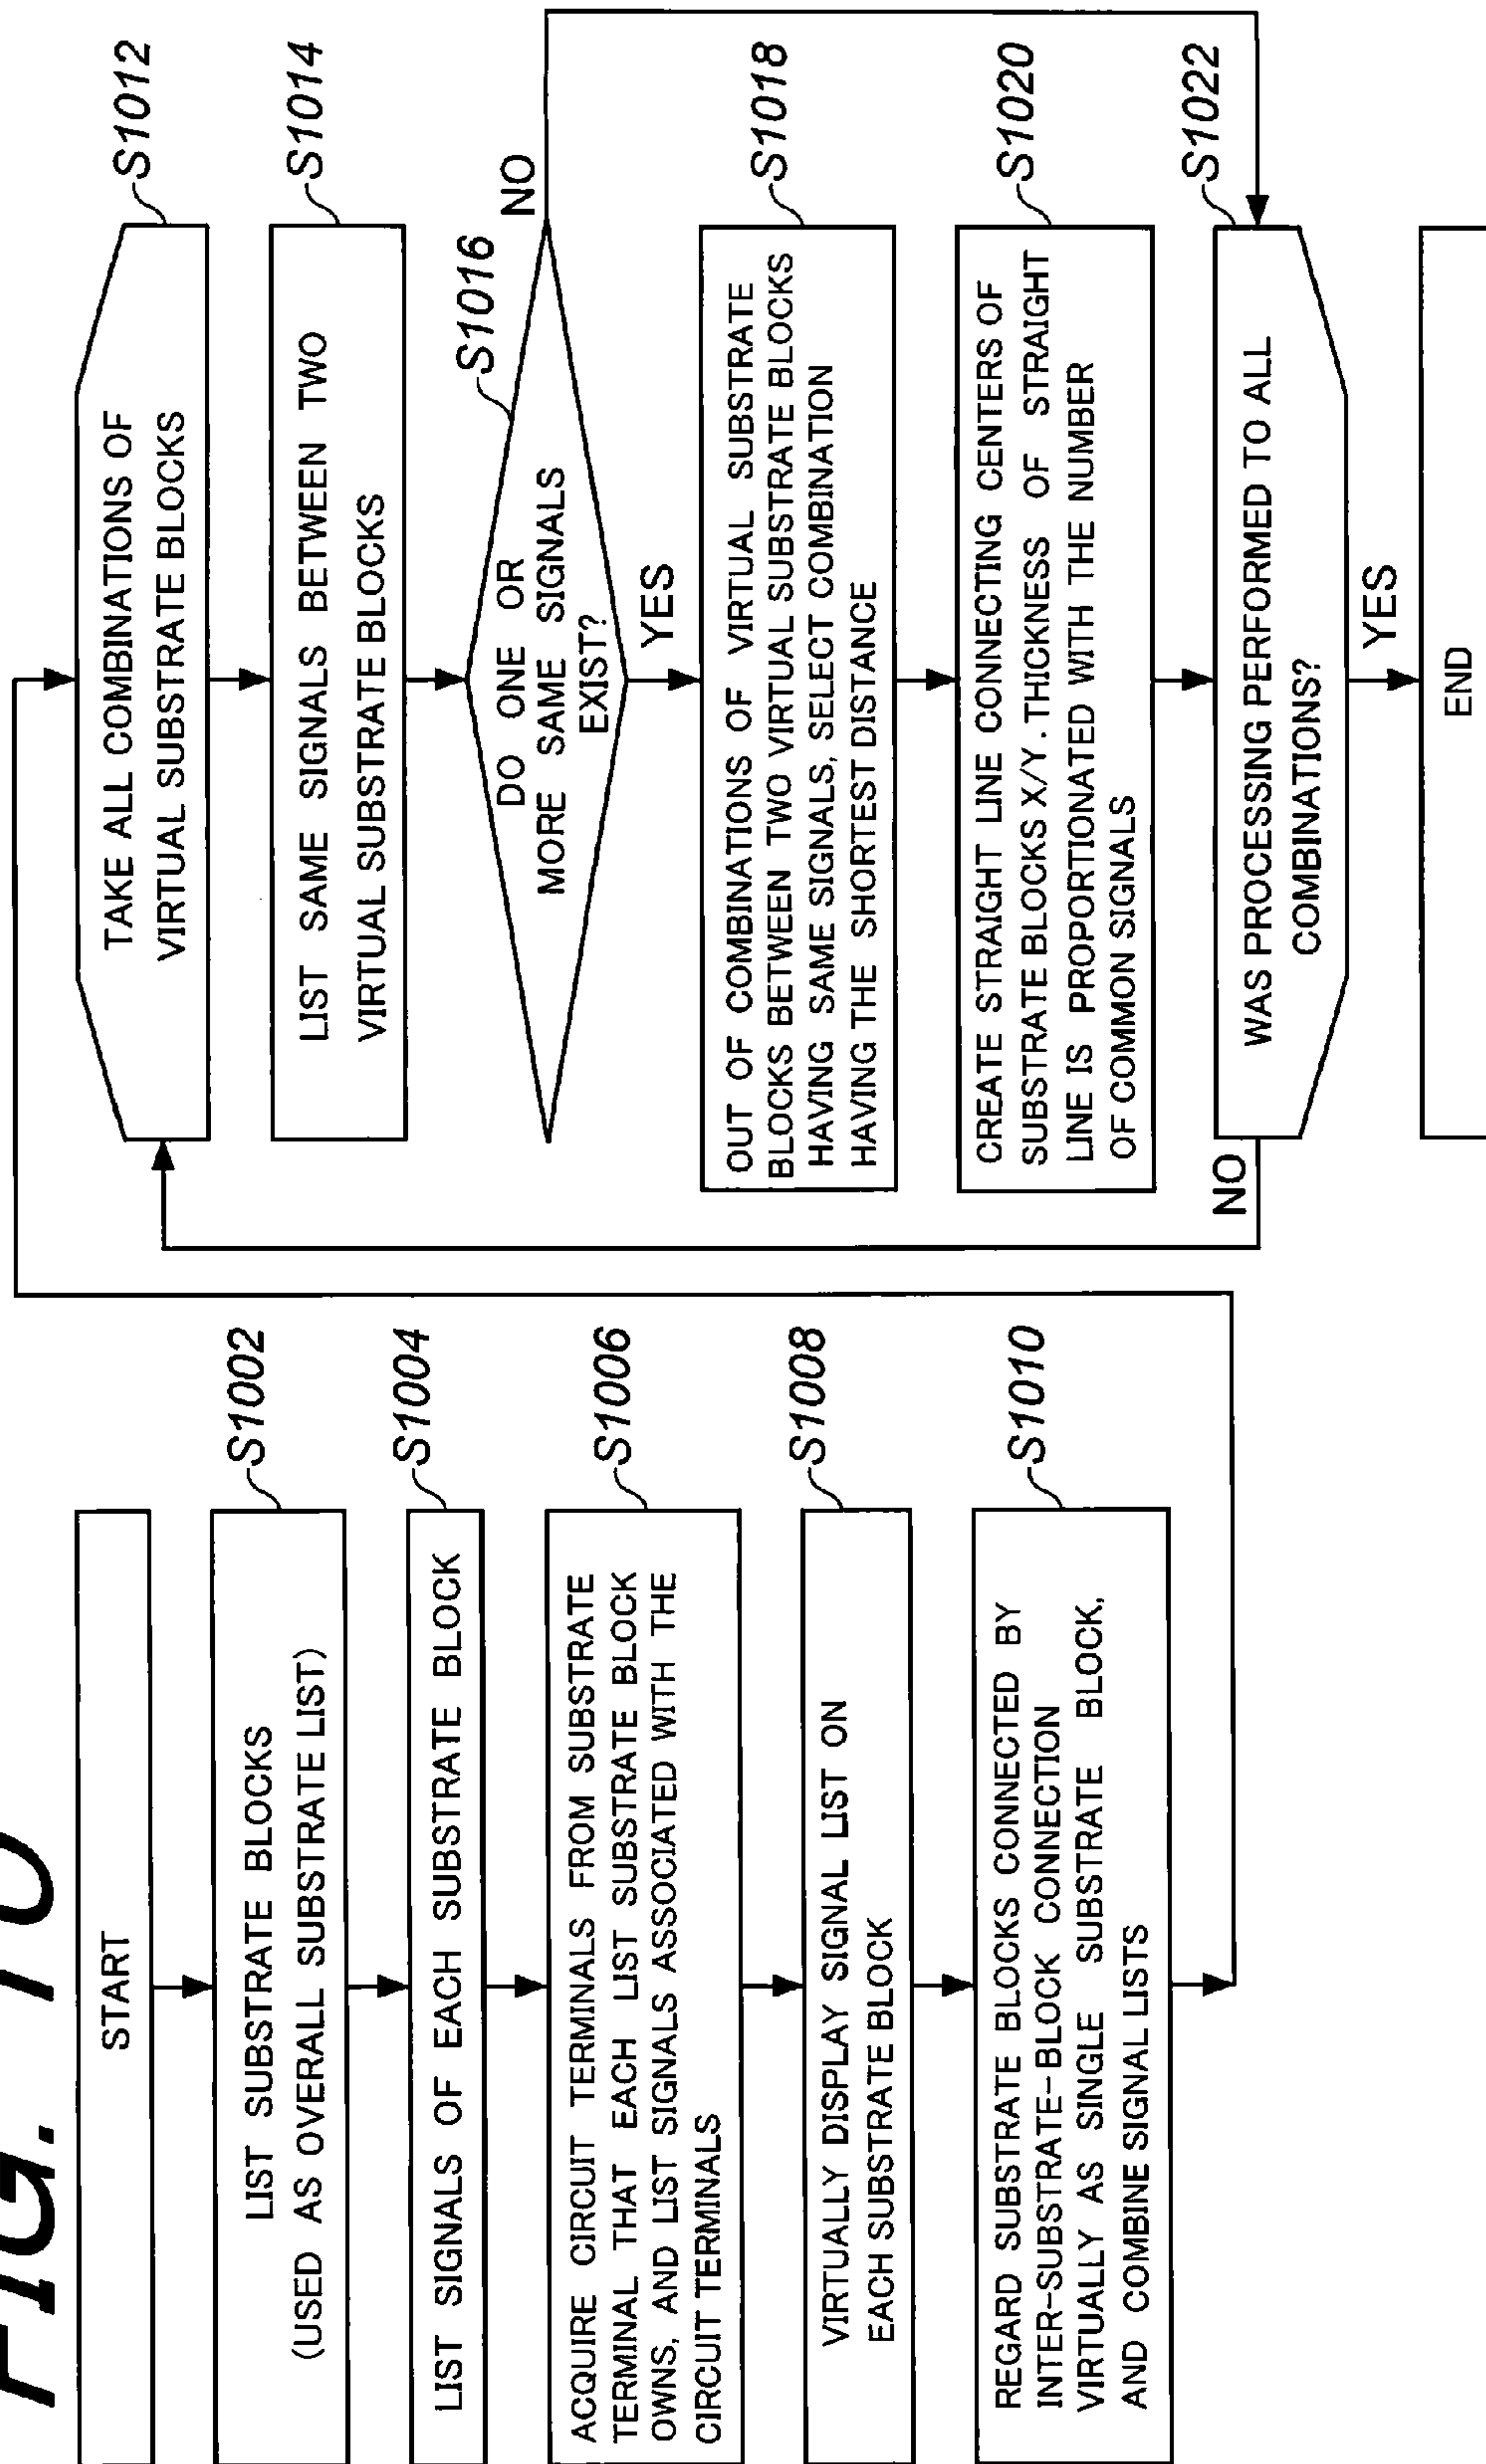 FIG. 10
START
S1002
LIST SUBSTRATE BLOCKS
(USED AS OVERALL SUBSTRATE LIST)
S1004
LIST SIGNALS OF EACH SUBSTRATE BLOCK
S1006
ACQUIRE CIRCUIT TERMINALS FROM SUBSTRATE
TERMINAL THAT EACH LIST SUBSTRATE BLOCK
OWNS, AND LIST SIGNALS ASSOCIATED WITH THE
CIRCUIT TERMINALS
S1008
VIRTUALLY DISPLAY SIGNAL LIST ON
EACH SUBSTRATE BLOCK
S1010
REGARD SUBSTRATE BLOCKS CONNECTED BY
INTER-SUBSTRATE-BLOCK CONNECTION
VIRTUALLY AS SINGLE SUBSTRATE BLOCK,
AND COMBINE SIGNAL LISTS
S1012
TAKE ALL COMBINATIONS OF
VIRTUAL SUBSTRATE BLOCKS
S1014
LIST SAME SIGNALS BETWEEN TWO
VIRTUAL SUBSTRATE BLOCKS
S1016
DO ONE OR
MORE SAME SIGNALS
EXIST?
NO
YES
S1018
OUT OF COMBINATIONS OF VIRTUAL SUBSTRATE
BLOCKS BETWEEN TWO VIRTUAL SUBSTRATE BLOCKS
HAVING SAME SIGNALS, SELECT COMBINATION
HAVING THE SHORTEST DISTANCE
S1020
CREATE STRAIGHT LINE CONNECTING CENTERS OF
SUBSTRATE BLOCKS X/Y. THICKNESS OF STRAIGHT
LINE IS PROPORTIONATED WITH THE NUMBER
OF COMMON SIGNALS
S1022
WAS PROCESSING PERFORMED TO ALL
COMBINATIONS?
NO
YES
END